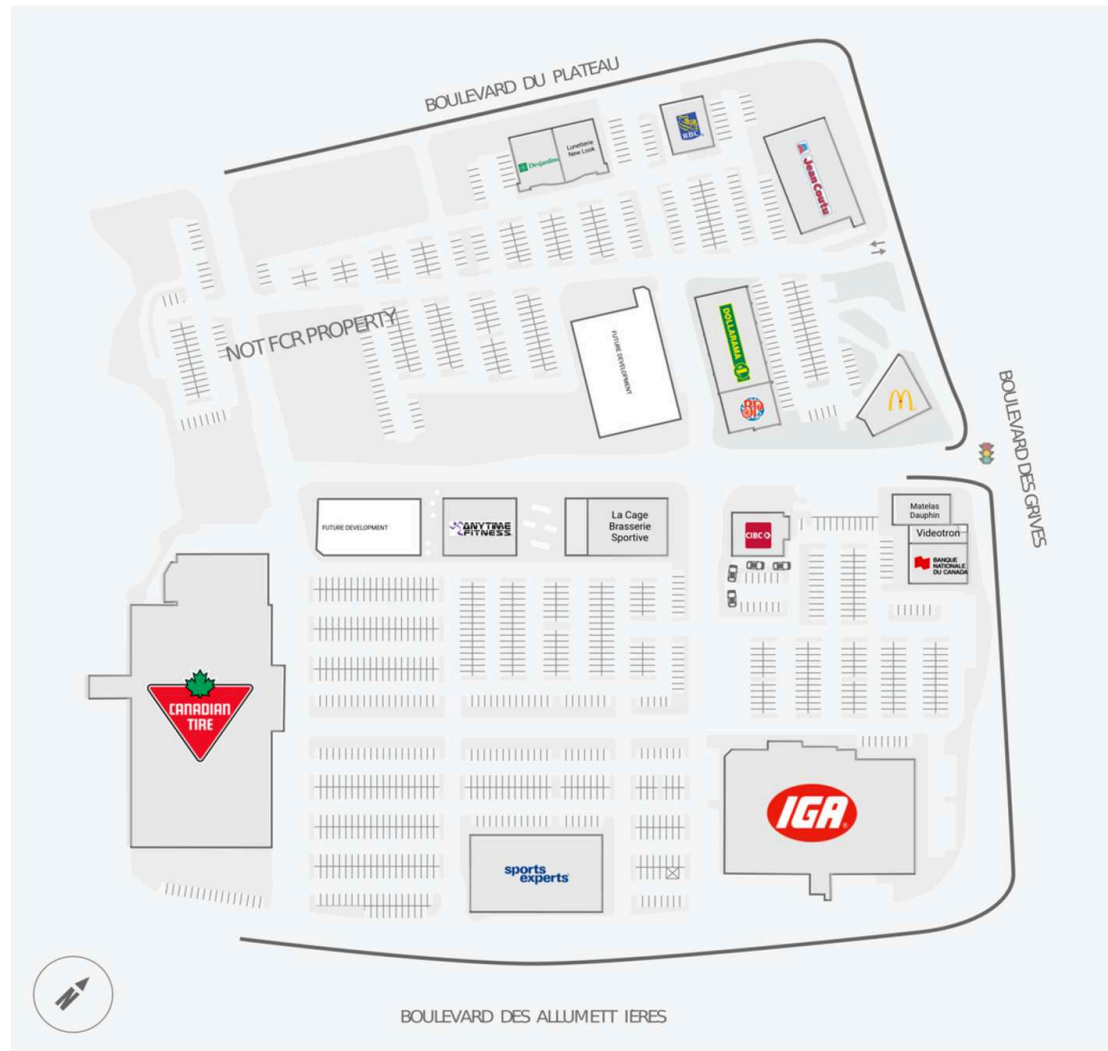 BOULEVARD DU PLATEAU
RBC
Desjardins
Lunetterie
New Look
Jean Coutu
NOT FCR PROPERTY
FUTURE DEVELOPMENT
DOLLARAMA
BP
BOULEVARD DES GRIVES
FUTURE DEVELOPMENT
ANYTIME
FITNESS
La Cage
Brasserie
Sportive
CIBC
Matelas
Dauphin
Videotron
BANQUE
NATIONALE
DU CANADA
CANADIAN
TIRE
IGA
sports
experts
N
BOULEVARD DES ALLUMETT IÈRES